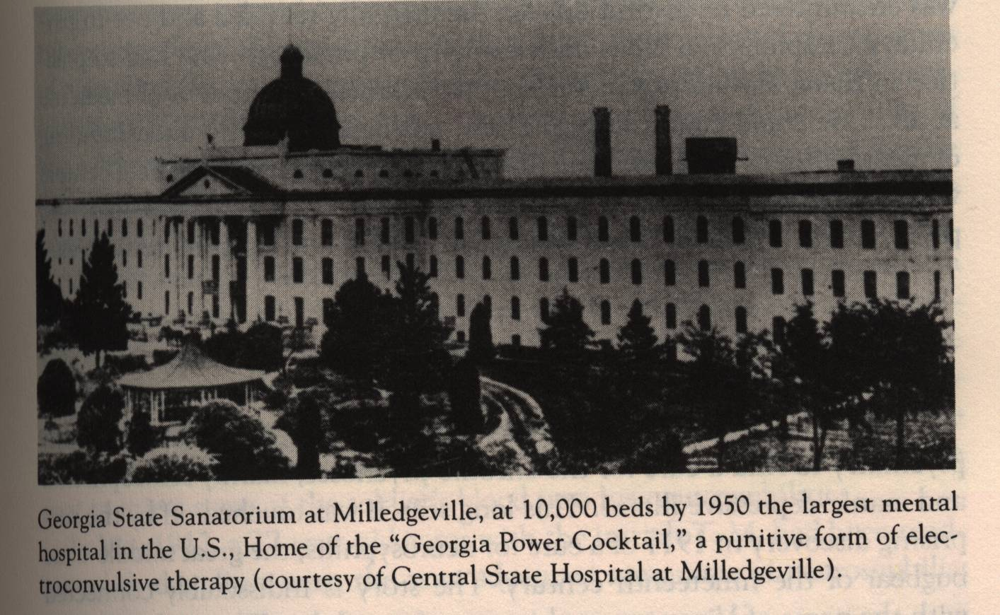 Georgia State Sanatorium at Milledgeville, at 10,000 beds by 1950 the largest mental
hospital in the U.S., Home of the “Georgia Power Cocktail,” a punitive form of elec-
troconvulsive therapy (courtesy of Central State Hospital at Milledgeville).